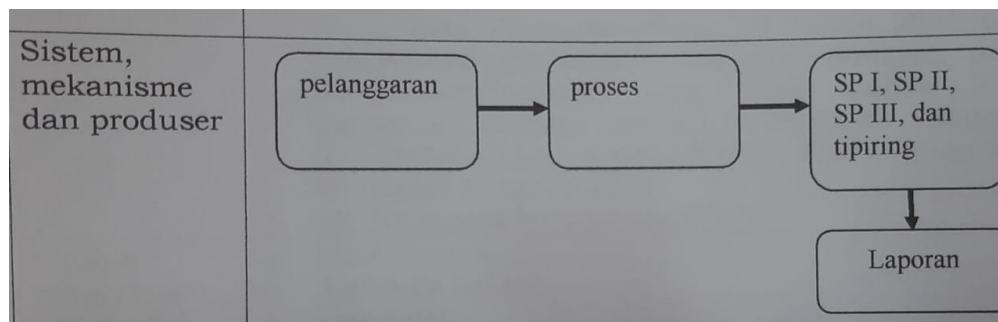 Sistem,
mekanisme
dan produser
pelanggaran
proses
SP I, SP II,
SP III, dan
tipiring
Laporan